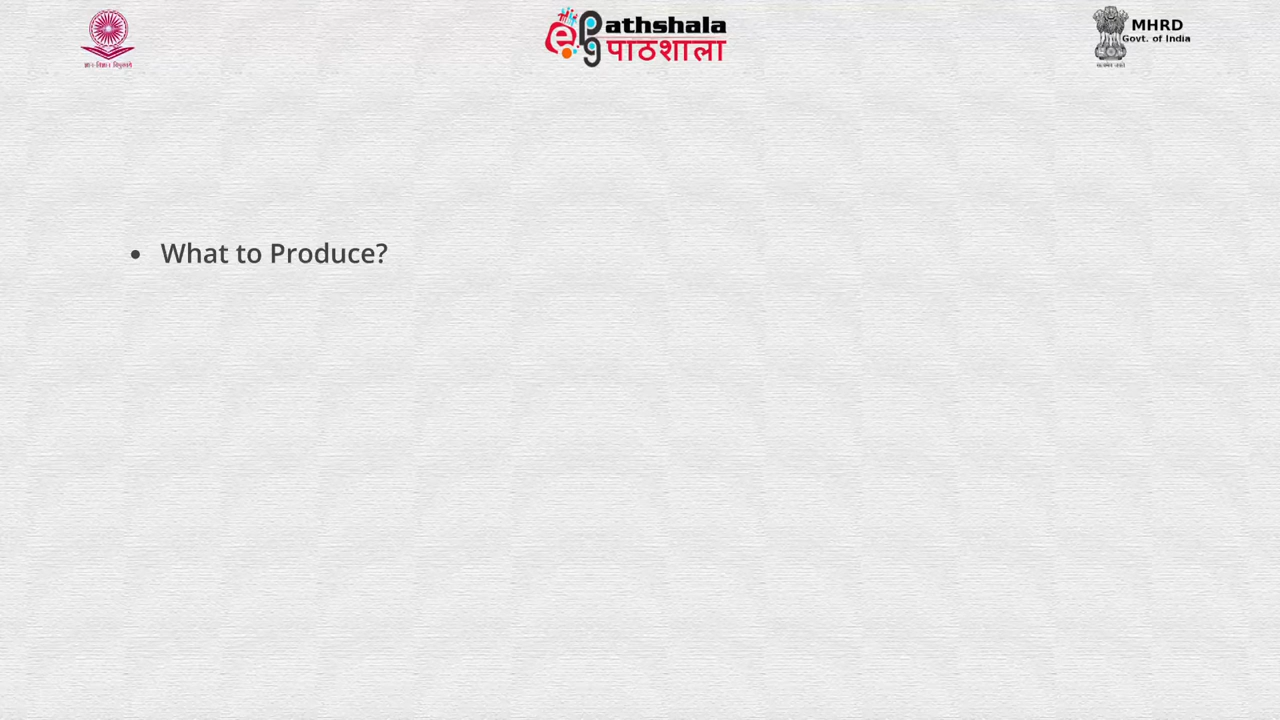 ePathshala
पाठशाला
MHRD
Govt. of India
• What to Produce?